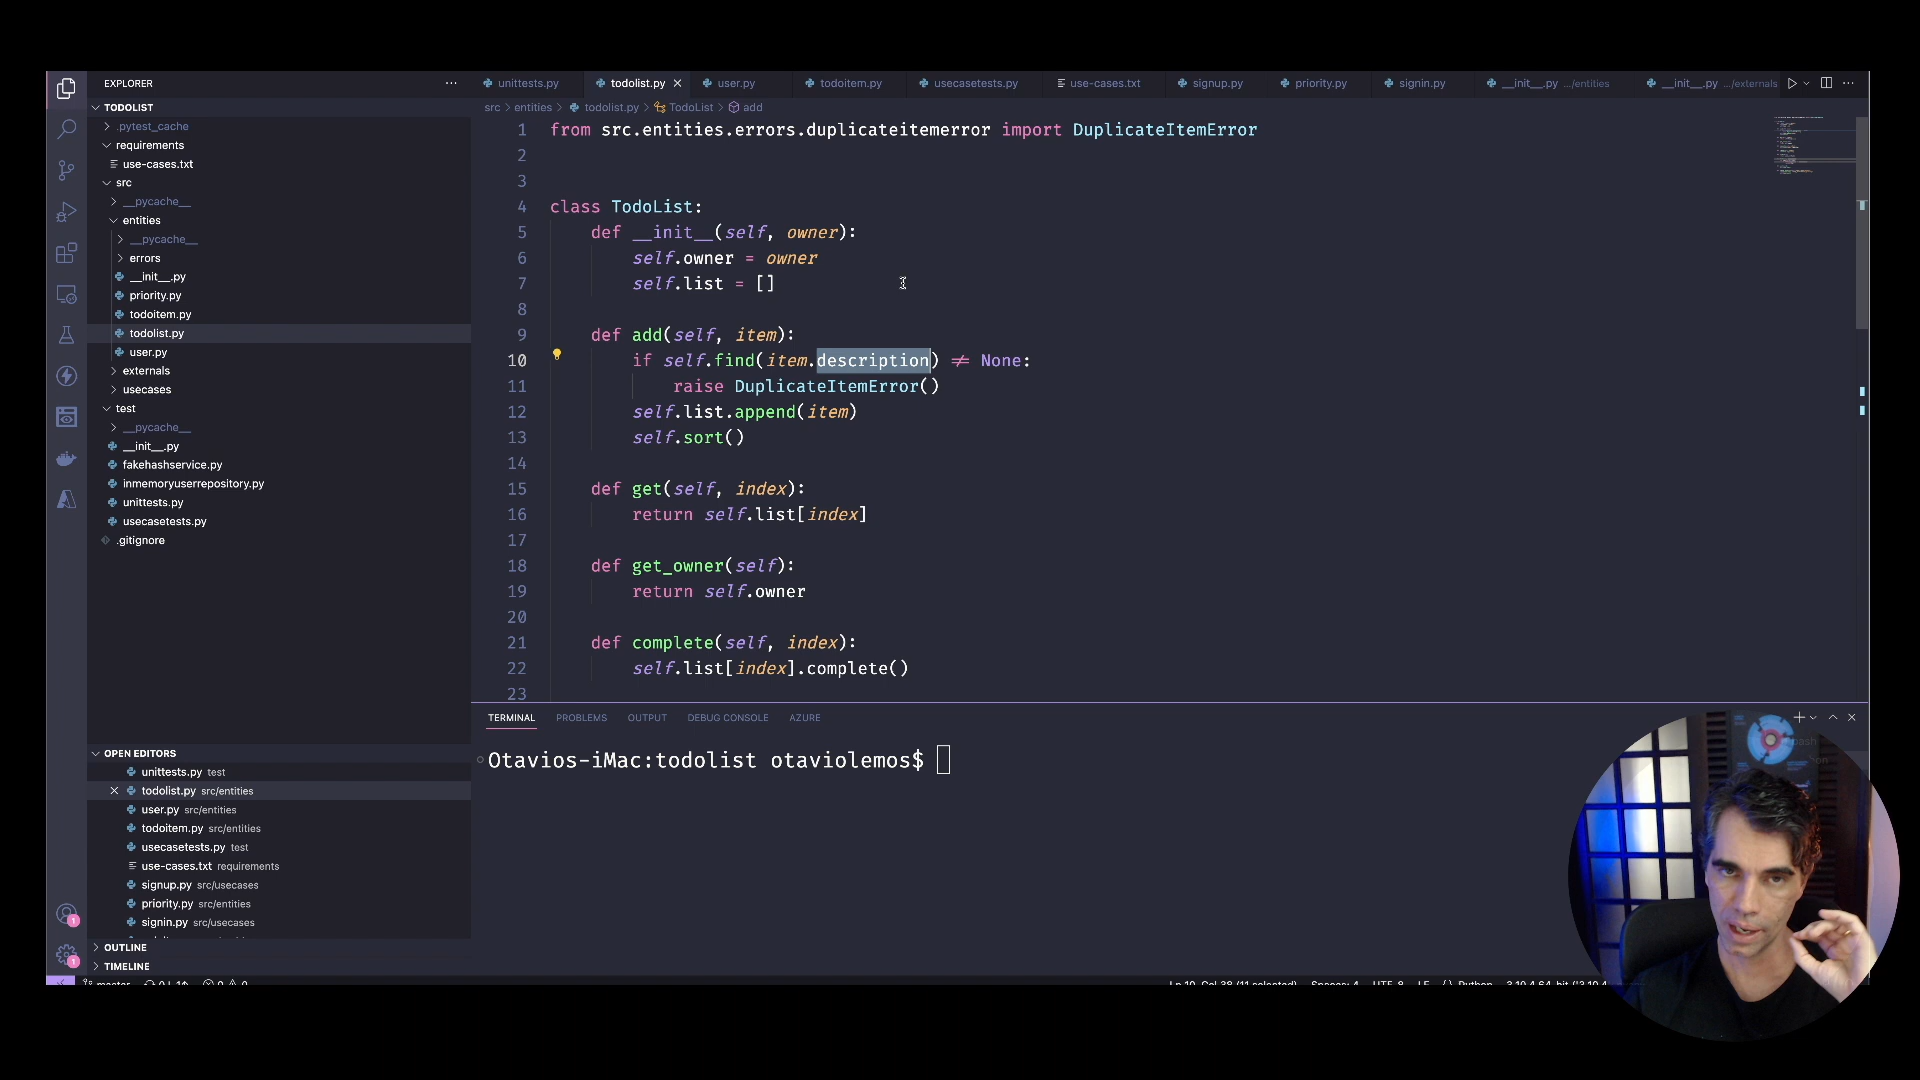 EXPLORER
TODOLIST
.pytest_cache
requirements
use-cases.txt
src
__pycache__
entities
__pycache__
errors
__init__.py
priority.py
todoitem.py
todolist.py
user.py
externals
usecases
test
__pycache__
__init__.py
fakehashservice.py
inmemoryuserrepository.py
unittests.py
usecasetests.py
.gitignore
OPEN EDITORS
unittests.py test
todolist.py src/entities
user.py src/entities
todoitem.py src/entities
usecasetests.py test
use-cases.txt requirements
signup.py src/usecases
priority.py src/entities
signin.py src/usecases
OUTLINE
TIMELINE
unittests.py todolist.py user.py todoitem.py usecasetests.py use-cases.txt signup.py priority.py signin.py __init__.py .../entities __init__.py .../externals
src > entities > todolist.py > TodoList > add
1 from src.entities.errors.duplicateitemerror import DuplicateItemError
2
3
4 class TodoList:
5 def __init__(self, owner):
6 self.owner = owner
7 self.list = []
8
9 def add(self, item):
10 if self.find(item.description) ≠ None:
11 raise DuplicateItemError()
12 self.list.append(item)
13 self.sort()
14
15 def get(self, index):
16 return self.list[index]
17
18 def get_owner(self):
19 return self.owner
20
21 def complete(self, index):
22 self.list[index].complete()
23
TERMINAL PROBLEMS OUTPUT DEBUG CONSOLE AZURE
Otavios-iMac:todolist otaviolemos$
1
1